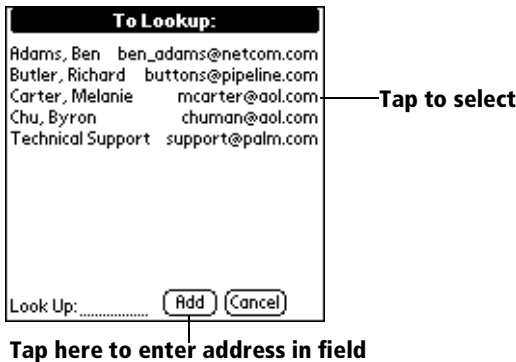 To Lookup:
Adams, Ben ben_adams@netcom.com
Butler, Richard buttons@pipeline.com
Carter, Melanie mcarter@aol.com
Tap to select
Chu, Byron chuman@aol.com
Technical Support support@palm.com
Look Up: Add Cancel
Tap here to enter address in field